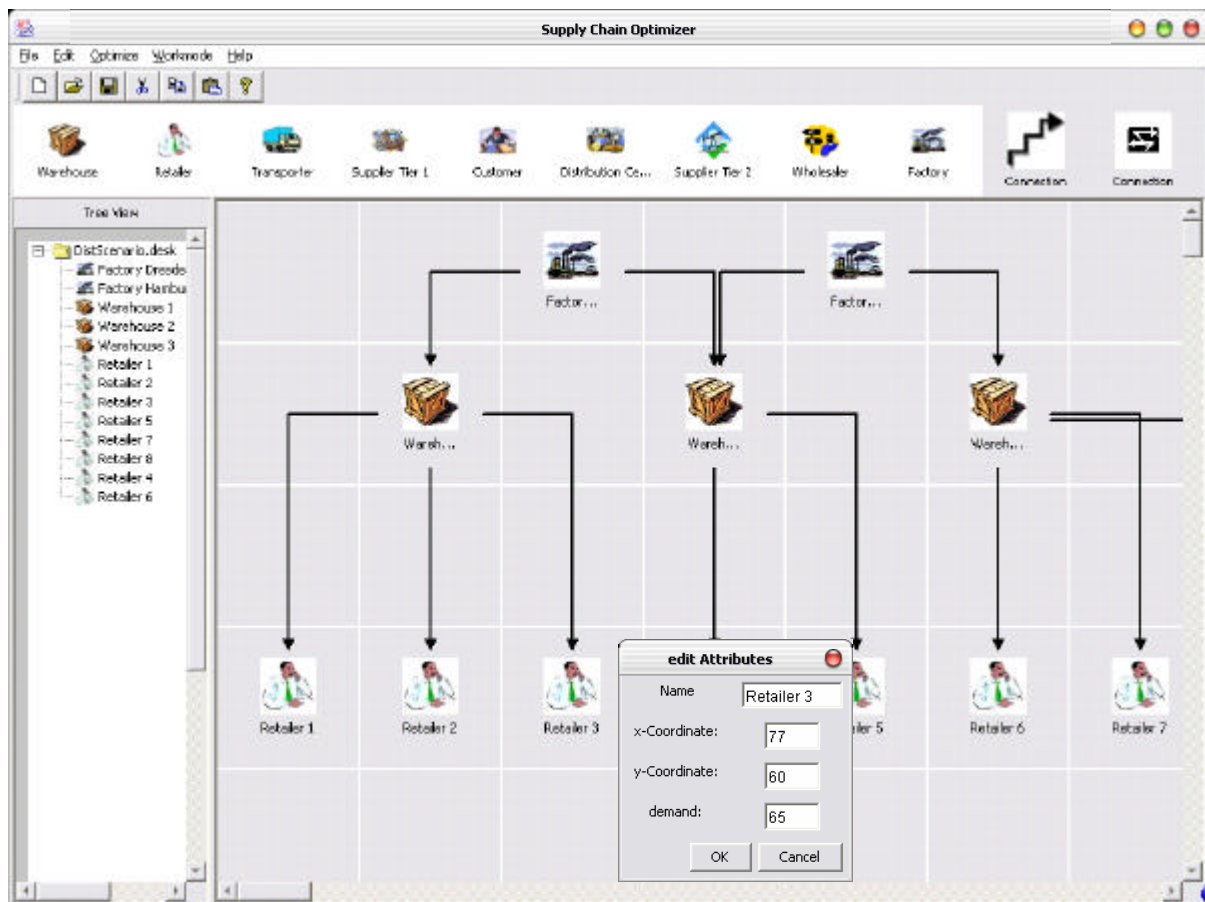 Supply Chain Optimizer
File Edit Optimize Workmode Help
Warehouse Retailer Transporter Supplier Tier 1 Customer Distribution Ce... Supplier Tier 2 Wholesaler Factory Connection Connection
Tree View
DistScenario.desk
Factory Dresde
Factory Hambu
Warehouse 1
Warehouse 2
Warehouse 3
Retailer 1
Retailer 2
Retailer 3
Retailer 5
Retailer 7
Retailer 8
Retailer 4
Retailer 6
Factor... Factor...
Wareh... Wareh... Wareh...
Retailer 1 Retailer 2 Retailer 3 iler 5 Retailer 6 Retailer 7
edit Attributes
Name Retailer 3
x-Coordinate: 77
y-Coordinate: 60
demand: 65
OK Cancel